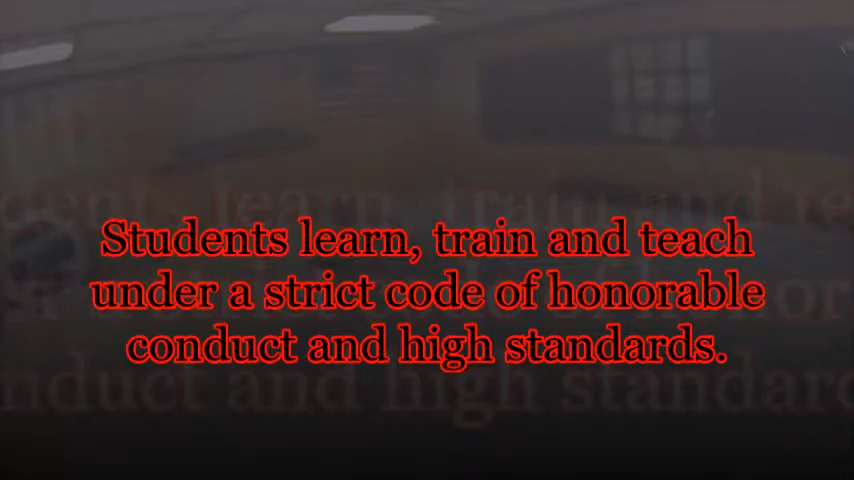 Students learn, train and teach
under a strict code of honorable
conduct and high standards.